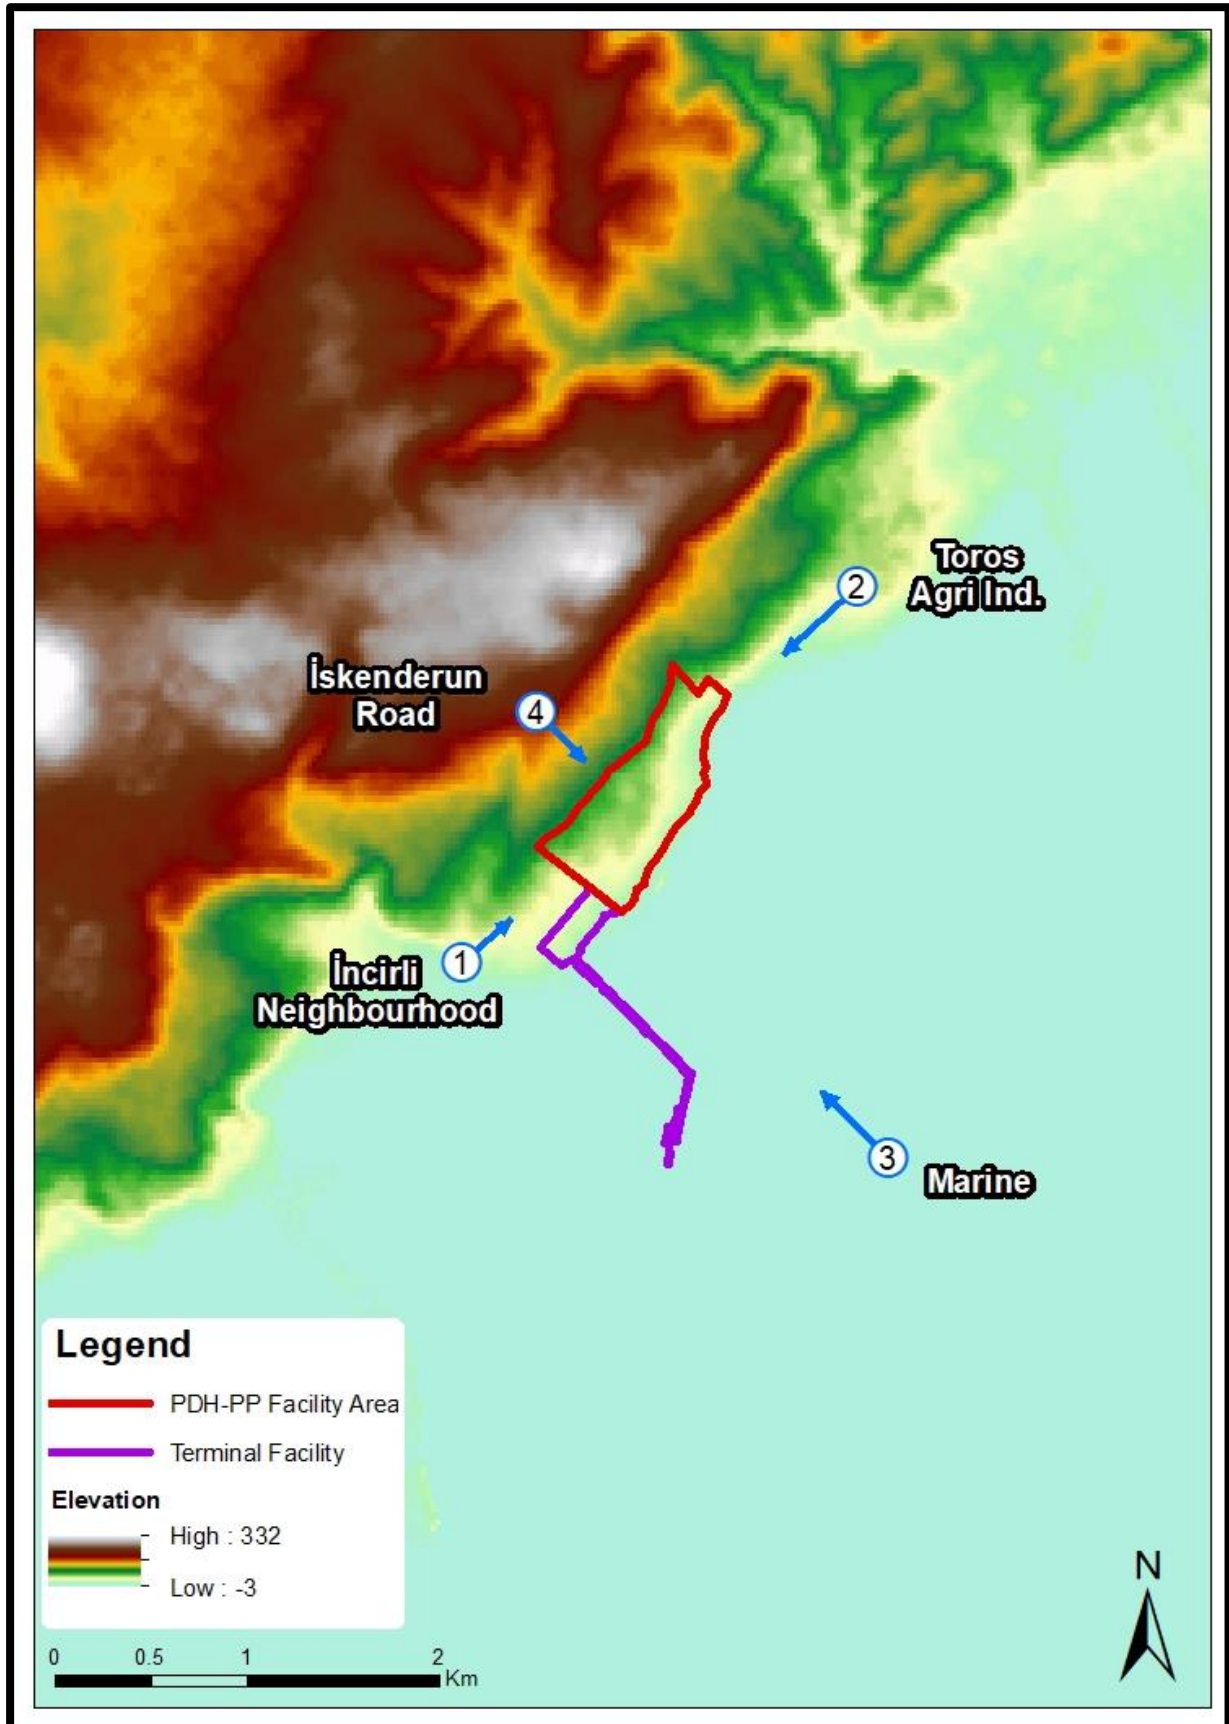 Toros
Agri Ind.
2
İskenderun
Road
4
1
İncirli
Neighbourhood
3
Marine
Legend
PDH-PP Facility Area
Terminal Facility
Elevation
High : 332
Low : -3
N
0 0.5 1 2
Km